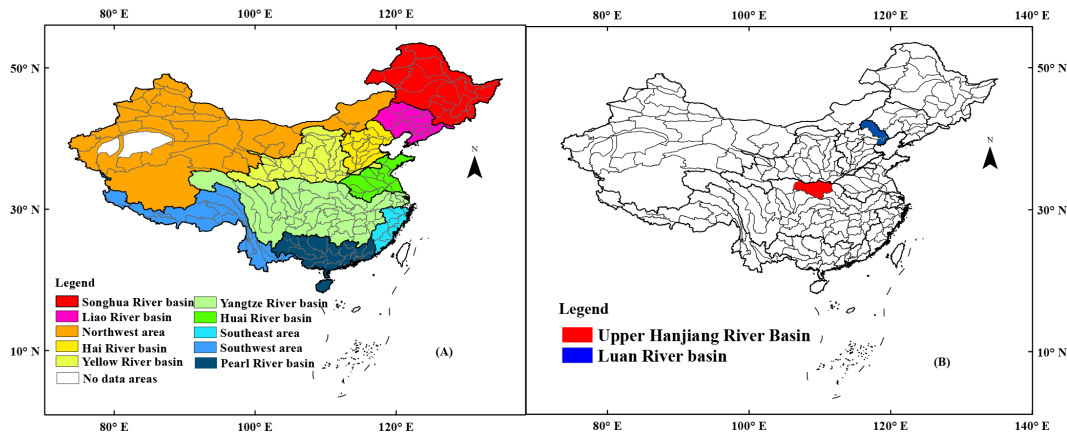 80° E 100° E 120° E
80° E 100° E 120° E 140° E
50° N
50° N
N
N
30° N
30° N
Legend
Songhua River basin
Yangtze River basin
Liao River basin
Huai River basin
Northwest area
Southeast area
Hai River basin
Southwest area
Yellow River basin
Pearl River basin
No data areas
(A)
10° N
Legend
Upper Hanjiang River Basin
Luan River basin
(B)
10° N
80° E 100° E 120° E
80° E 100° E 120° E 140° E